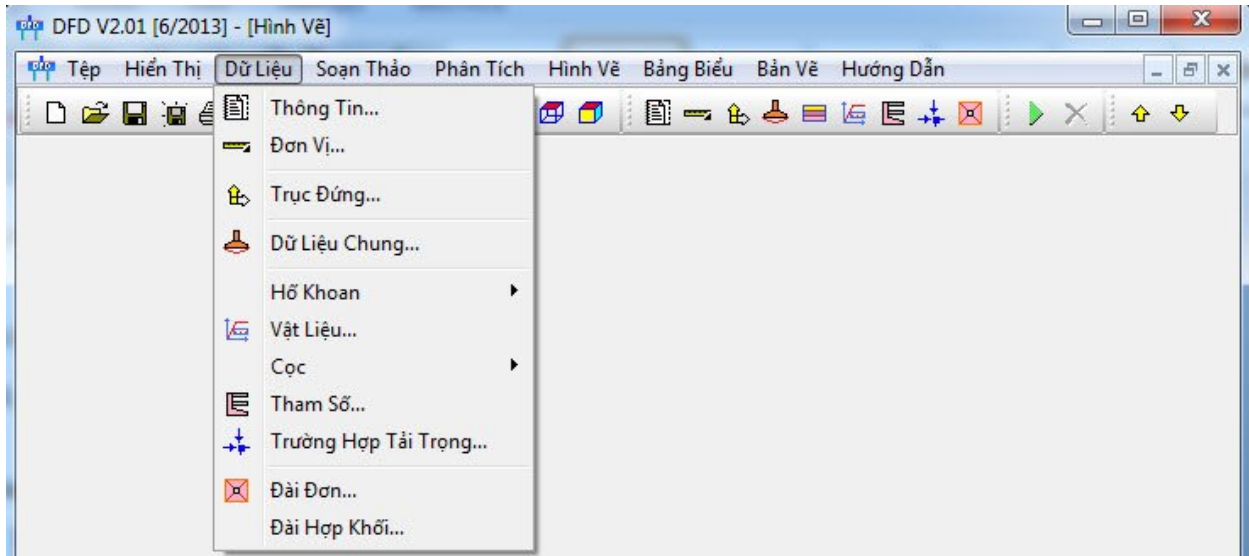 DFD V2.01 [6/2013] - [Hình Vẽ]
Tệp Hiển Thị Dữ Liệu Soạn Thảo Phân Tích Hình Vẽ Bảng Biểu Bản Vẽ Hướng Dẫn
Thông Tin...
Đơn Vị...
Trục Đứng...
Dữ Liệu Chung...
Hố Khoan
Vật Liệu...
Cọc
Tham Số...
Trường Hợp Tải Trọng...
Đài Đơn...
Đài Hợp Khối...